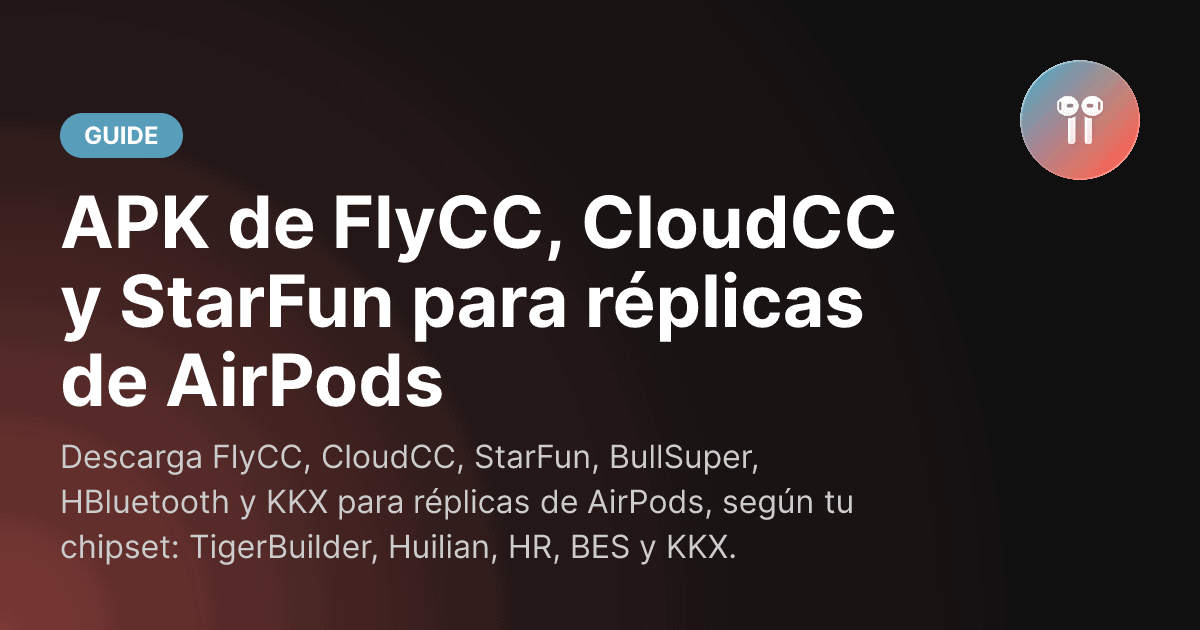 GUIDE
APK de FlyCC, CloudCC
y StarFun para réplicas
de AirPods
Descarga FlyCC, CloudCC, StarFun, BullSuper,
HBluetooth y KKX para réplicas de AirPods, según tu
chipset: TigerBuilder, Huilian, HR, BES y KKX.